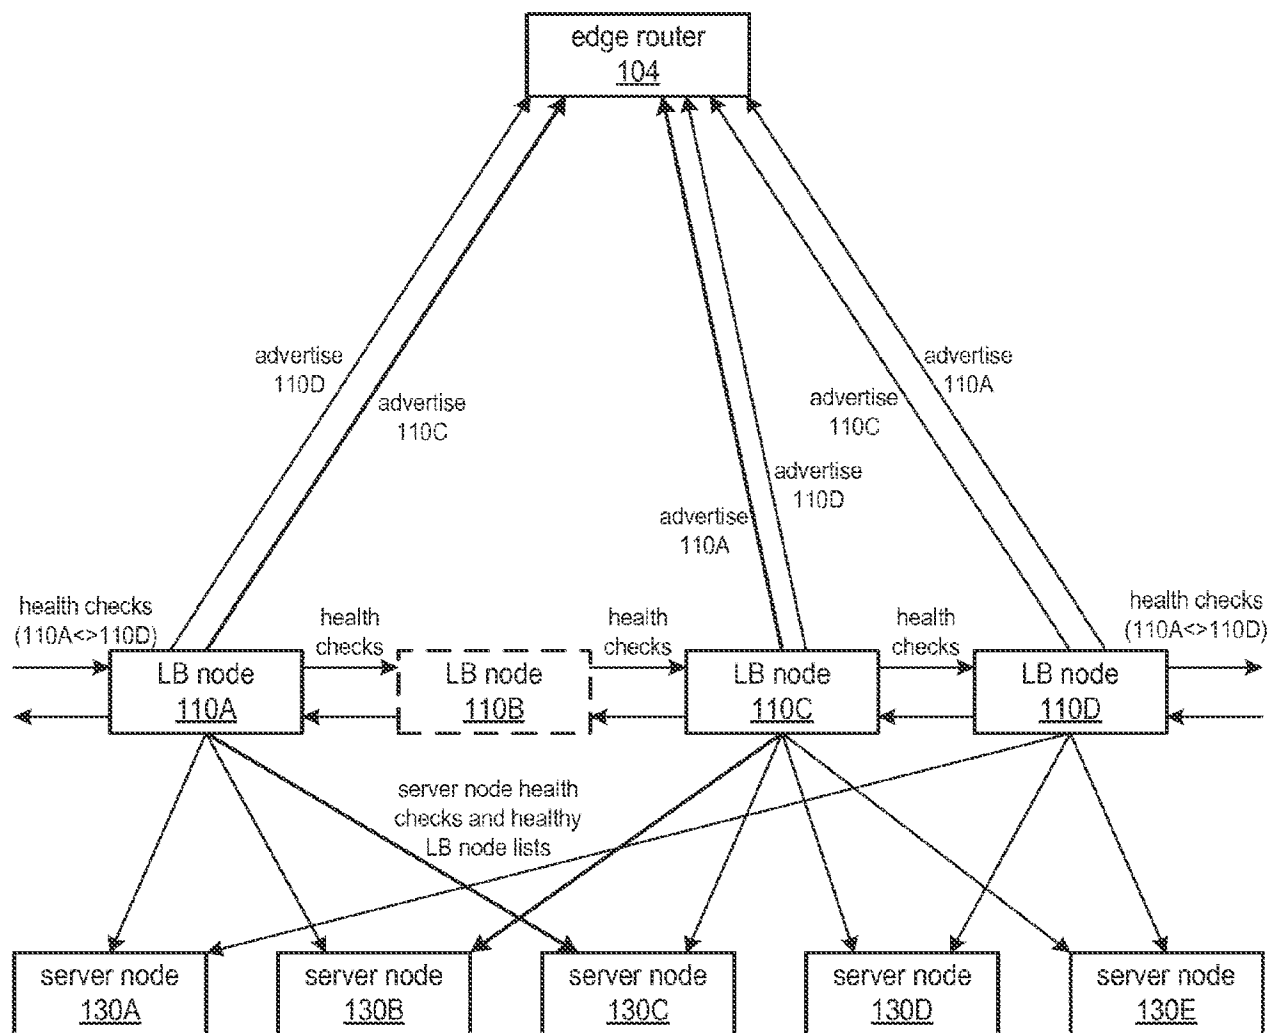 edge router
104
advertise
110D
advertise
110C
advertise
110A
advertise
110C
advertise
110D
advertise
110A
health checks
(110A<>110D)
health
checks
health
checks
health
checks
health checks
(110A<>110D)
LB node
110A
LB node
110B
LB node
110C
LB node
110D
server node health
checks and healthy
LB node lists
server node
130A
server node
130B
server node
130C
server node
130D
server node
130E